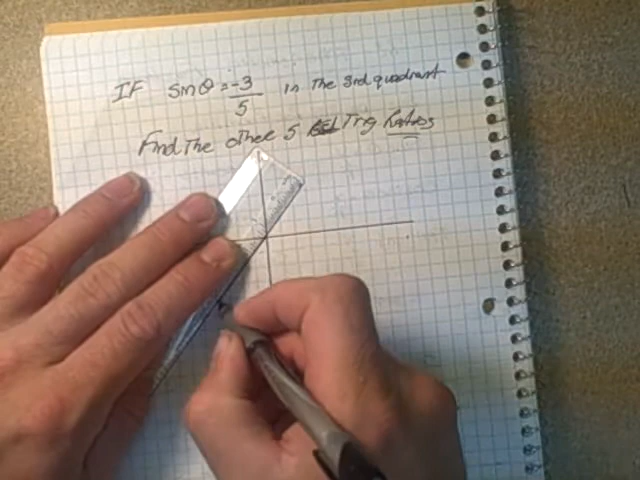 IF sinθ = -3/5 in the 3rd quadrant
Find The other 5 Trig Ratios